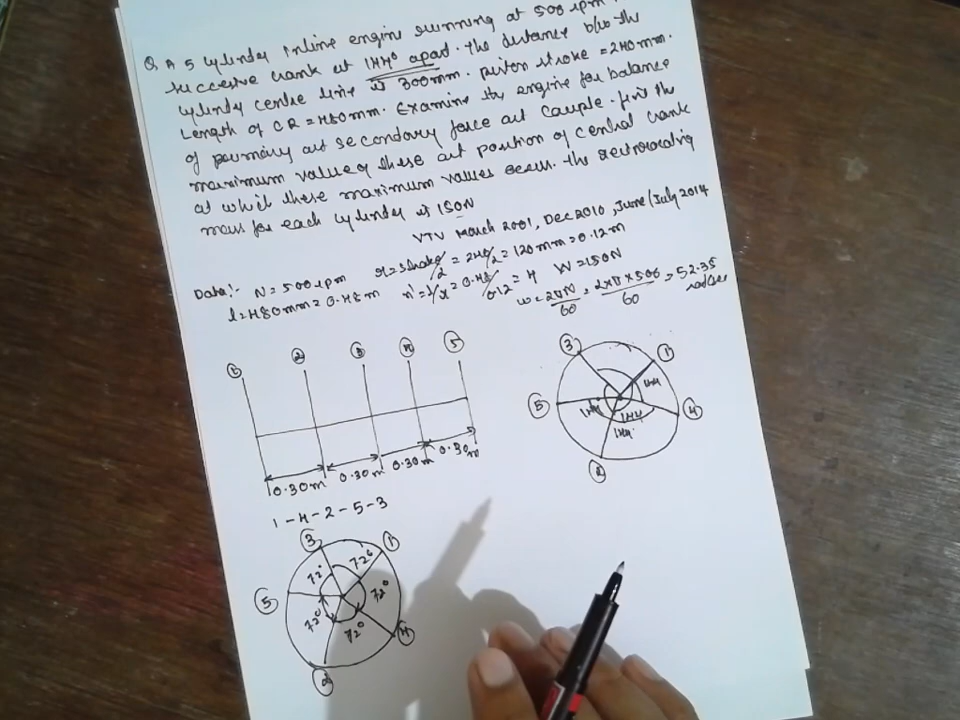 Q. A 5 cylinder inline engine running at 500 rpm
successive crank at 144° apart. The distance b/w the
cylinder centre line is 300mm. piston stroke = 240mm.
Length of CR = 480mm. Examine the engine for balance
of primary and secondary force and couple. find the
maximum value of these and position of central crank
at which these maximum values occur. The reciprocating
mass for each cylinder is 150N
VTU March 2001, Dec 2010, June/July 2014
Data:- N = 500 rpm r = stroke/2 = 240/2 = 120mm = 0.12m
l = 480mm = 0.48m n' = l/r = 0.48/0.12 = 4 W = 150N
ω = 2πN/60 = 2×π×500/60 = 52.35 rad/sec
1 2 3 4 5
0.30m 0.30m 0.30m 0.30m
3 1
5 144 4
144 144
144
2
1-4-2-5-3
3 1
72° 72°
5 72° 72°
72°
2 4